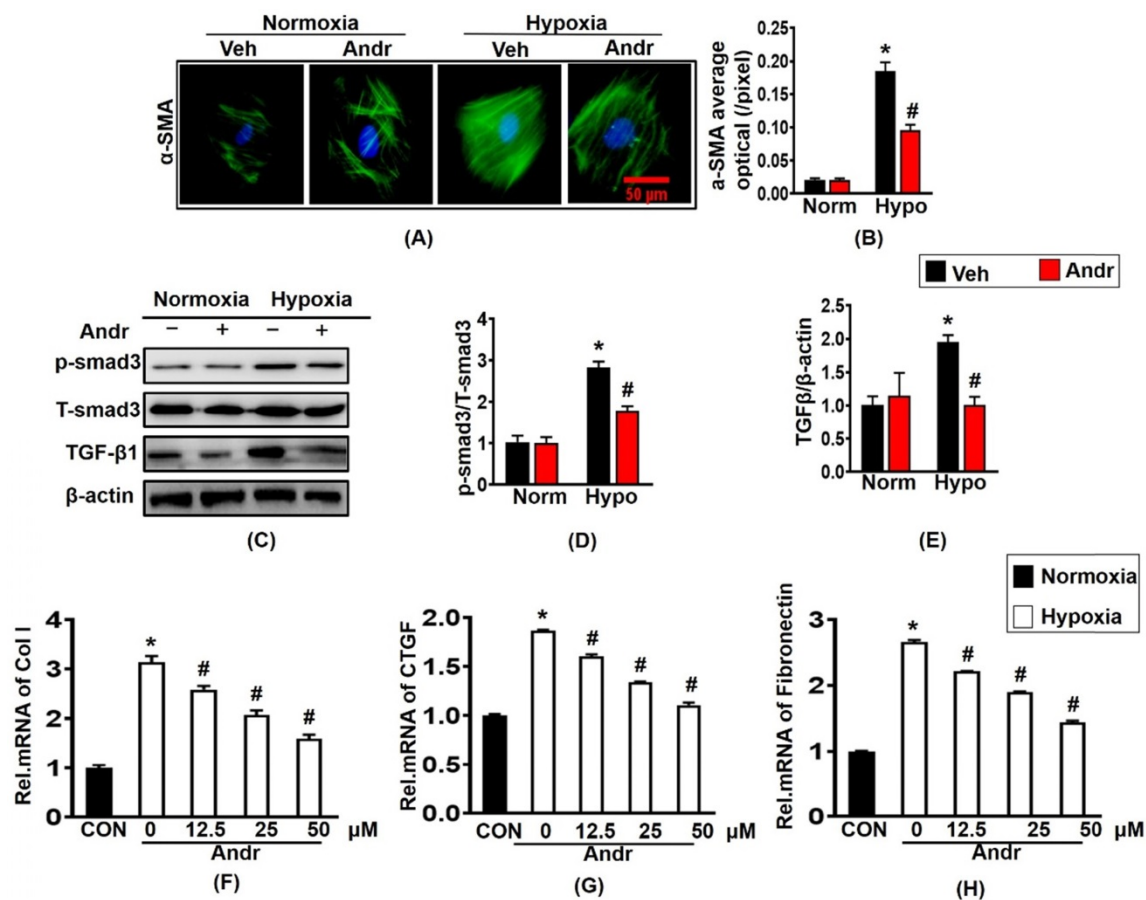 Normoxia Hypoxia
Veh Andr Veh Andr
α-SMA
50 µm
(A)
a-SMA average
optical (/pixel)
0.25
0.20
0.15
0.10
0.05
0.00
*
#
Norm Hypo
(B)
Veh Andr
Normoxia Hypoxia
Andr − + − +
p-smad3
T-smad3
TGF-β1
β-actin
(C)
p-smad3/T-smad3
4
3
2
1
0
*
#
Norm Hypo
(D)
TGFβ/β-actin
2.5
2.0
1.5
1.0
0.5
0.0
*
#
Norm Hypo
(E)
Normoxia
Hypoxia
Rel.mRNA of Col I
4
3
2
1
0
* # # #
CON 0 12.5 25 50 µM
Andr
(F)
Rel.mRNA of CTGF
2.0
1.5
1.0
0.5
0.0
* # # #
CON 0 12.5 25 50 µM
Andr
(G)
Rel.mRNA of Fibronectin
3
2
1
0
* # # #
CON 0 12.5 25 50 µM
Andr
(H)